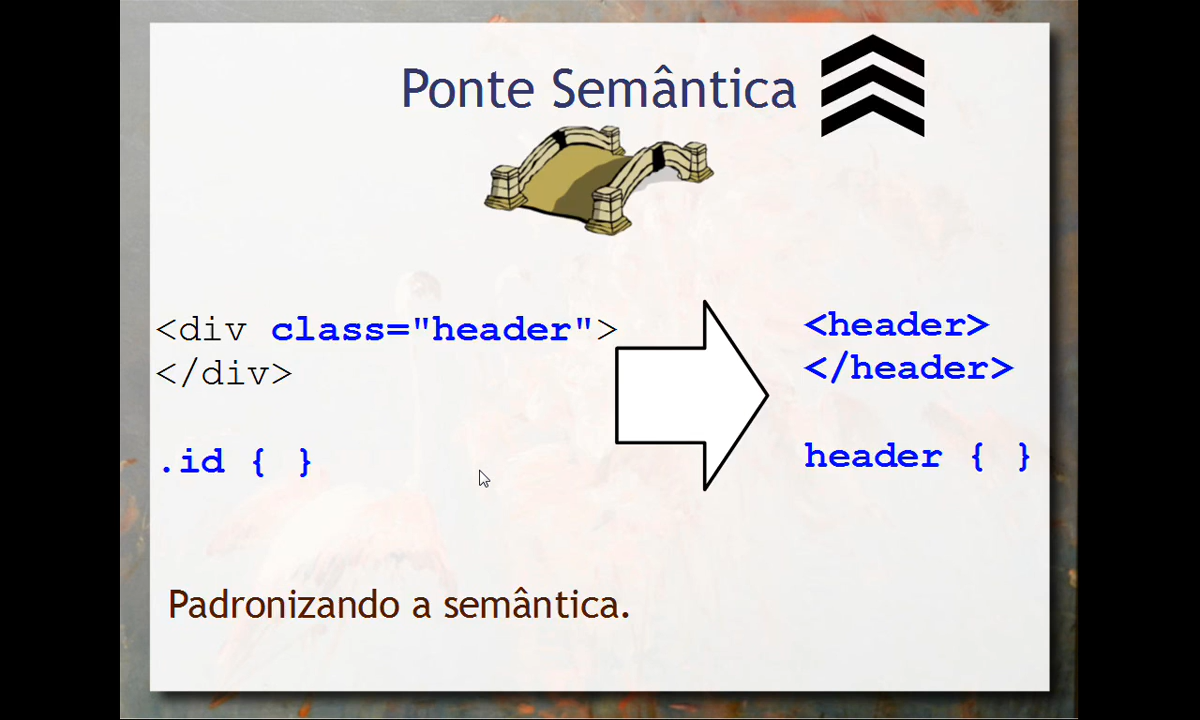 Ponte Semântica
<div class="header">
</div>
.id { }
<header>
</header>
header { }
Padronizando a semântica.